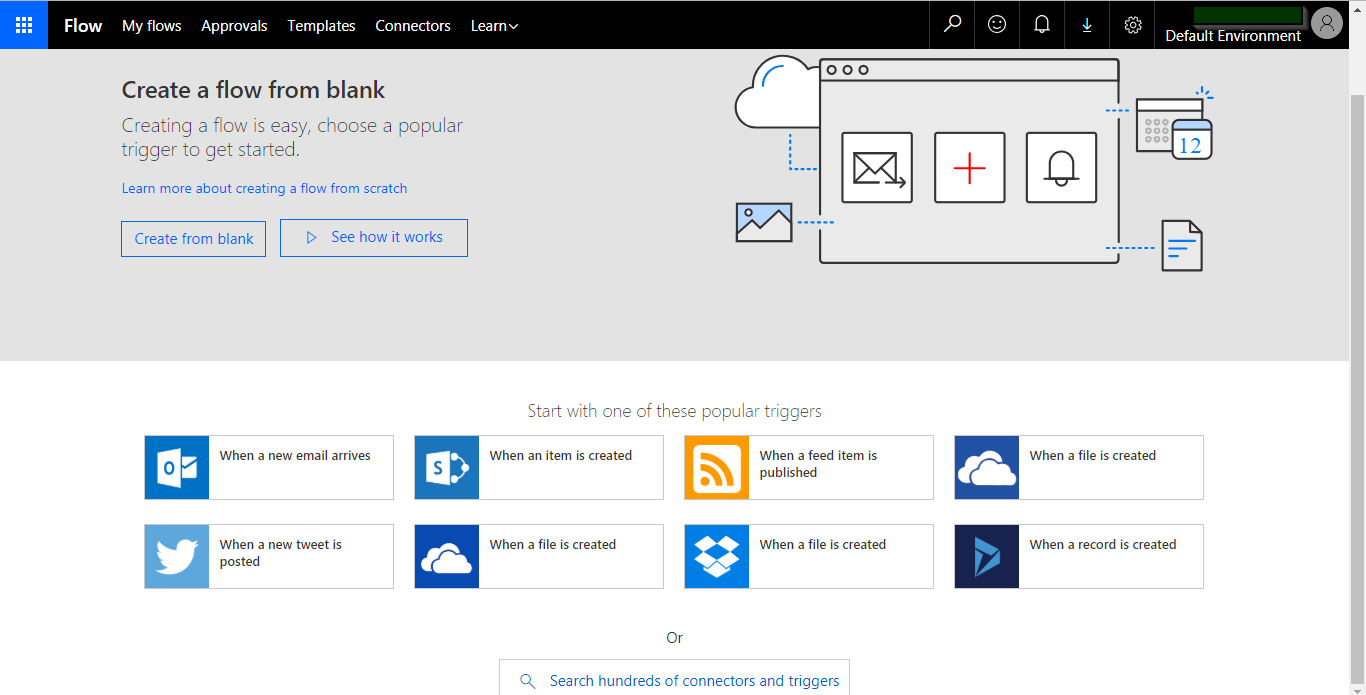 Flow My flows Approvals Templates Connectors Learn
Default Environment
Create a flow from blank
Creating a flow is easy, choose a popular
trigger to get started.
Learn more about creating a flow from scratch
Create from blank See how it works
12
Start with one of these popular triggers
When a new email arrives
When an item is created
When a feed item is
published
When a file is created
When a new tweet is
posted
When a file is created
When a file is created
When a record is created
Or
Search hundreds of connectors and triggers